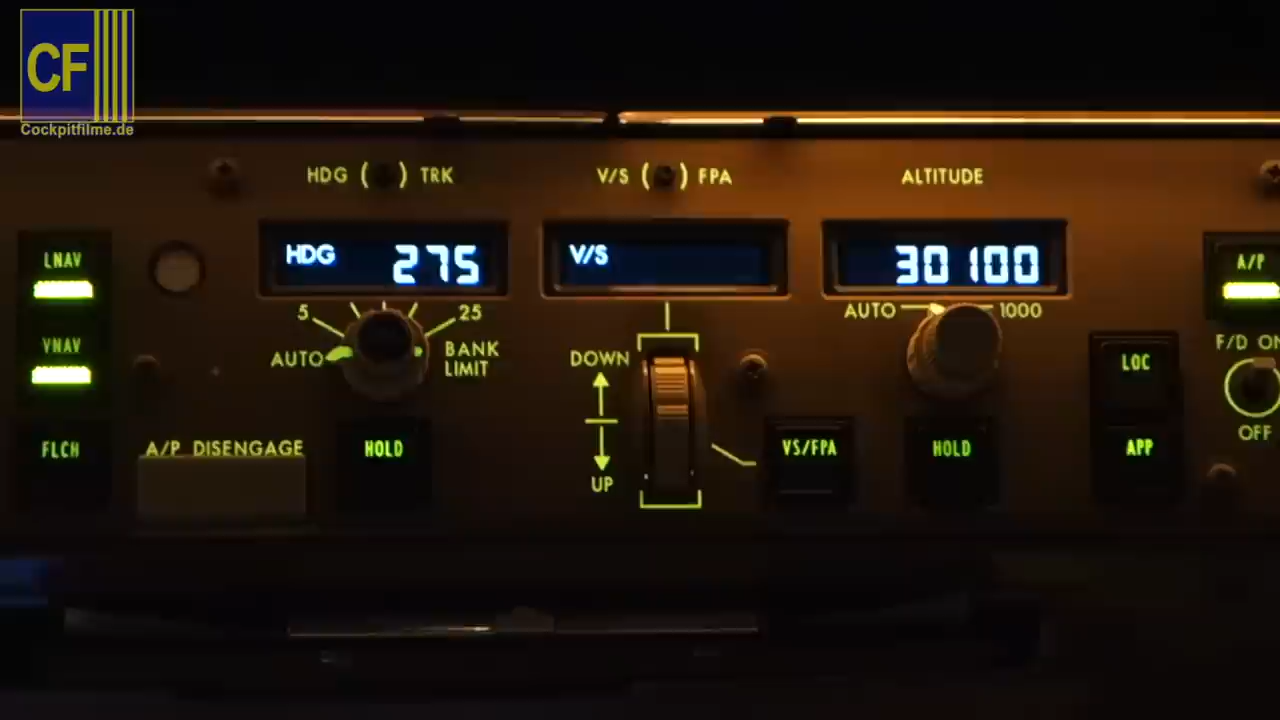 CF
Cockpitfilme.de
HDG ( ) TRK
V/S ( ) FPA
ALTITUDE
LNAV
HDG 275
V/S
30100
A/P
5
25
AUTO
1000
VNAV
AUTO
BANK
LIMIT
DOWN
LOC
F/D ON
OFF
FLCH
A/P DISENGAGE
HOLD
UP
VS/FPA
HOLD
APP